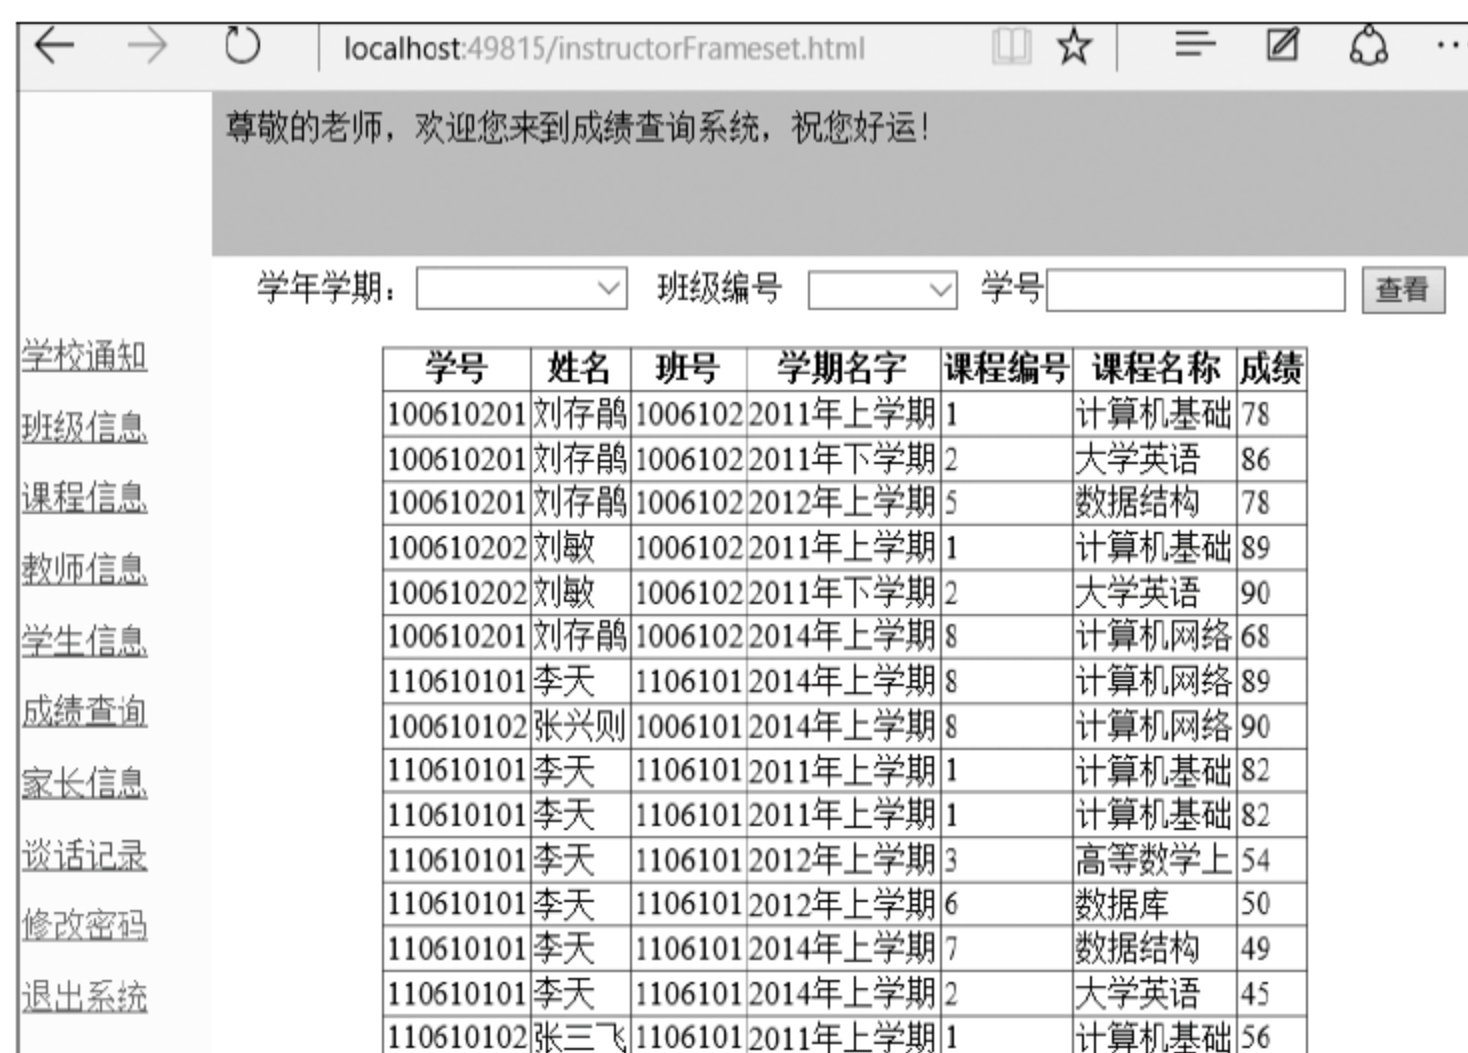 localhost:49815/instructorFrameset.html
尊敬的老师，欢迎您来到成绩查询系统，祝您好运！
学年学期： 班级编号 学号 查看
学校通知
班级信息
课程信息
教师信息
学生信息
成绩查询
家长信息
谈话记录
修改密码
退出系统
学号 姓名 班号 学期名字 课程编号 课程名称 成绩
100610201 刘存鹃 1006102 2011年上学期 1 计算机基础 78
100610201 刘存鹃 1006102 2011年下学期 2 大学英语 86
100610201 刘存鹃 1006102 2012年上学期 5 数据结构 78
100610202 刘敏 1006102 2011年上学期 1 计算机基础 89
100610202 刘敏 1006102 2011年下学期 2 大学英语 90
100610201 刘存鹃 1006102 2014年上学期 8 计算机网络 68
110610101 李天 1106101 2014年上学期 8 计算机网络 89
100610102 张兴则 1006101 2014年上学期 8 计算机网络 90
110610101 李天 1106101 2011年上学期 1 计算机基础 82
110610101 李天 1106101 2011年上学期 1 计算机基础 82
110610101 李天 1106101 2012年上学期 3 高等数学上 54
110610101 李天 1106101 2012年上学期 6 数据库 50
110610101 李天 1106101 2014年上学期 7 数据结构 49
110610101 李天 1106101 2014年上学期 2 大学英语 45
110610102 张三飞 1106101 2011年上学期 1 计算机基础 56